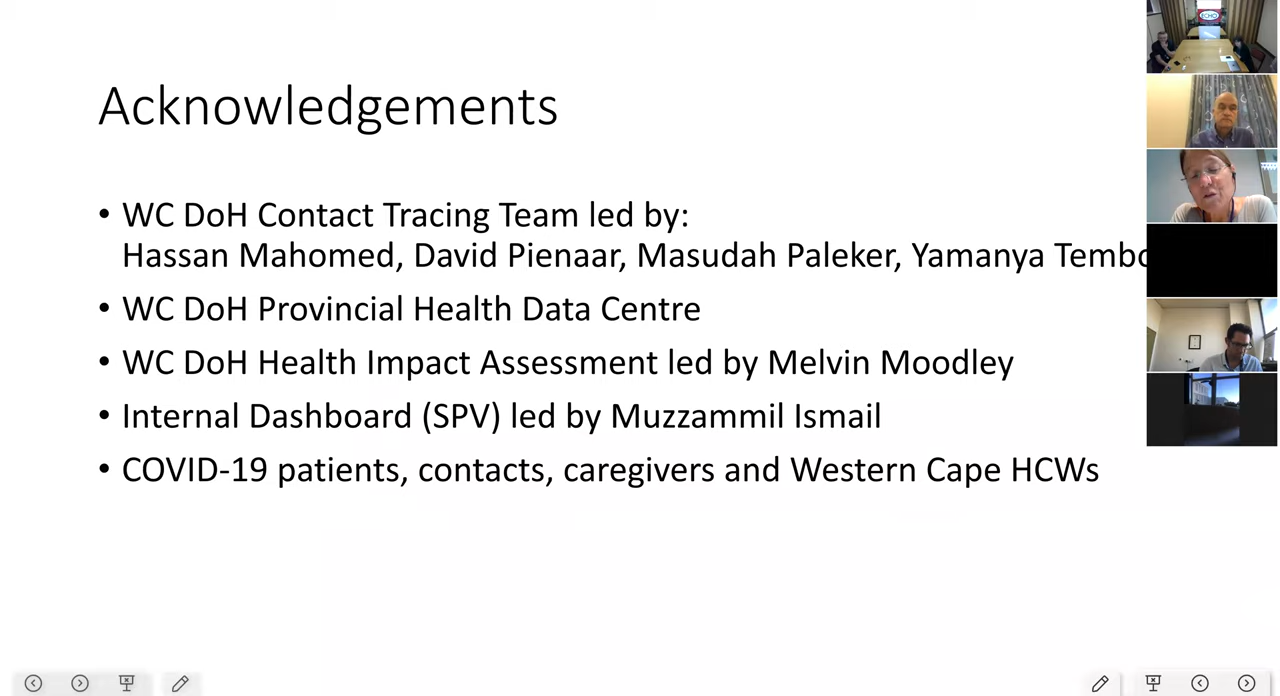 Acknowledgements
• WC DoH Contact Tracing Team led by:
Hassan Mahomed, David Pienaar, Masudah Paleker, Yamanya Tembo
• WC DoH Provincial Health Data Centre
• WC DoH Health Impact Assessment led by Melvin Moodley
• Internal Dashboard (SPV) led by Muzzammil Ismail
• COVID-19 patients, contacts, caregivers and Western Cape HCWs
ECHO